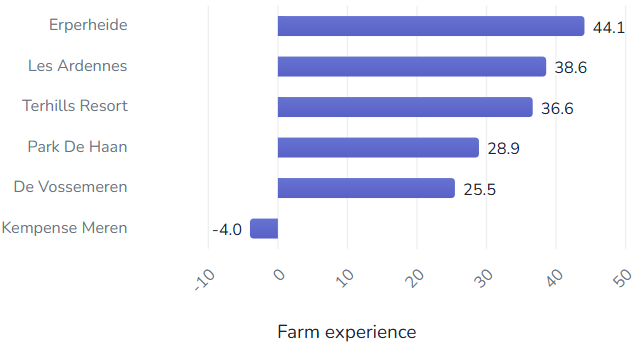 Erperheide 44.1
Les Ardennes 38.6
Terhills Resort 36.6
Park De Haan 28.9
De Vossemeren 25.5
Kempense Meren -4.0
-10 0 10 20 30 40 50
Farm experience